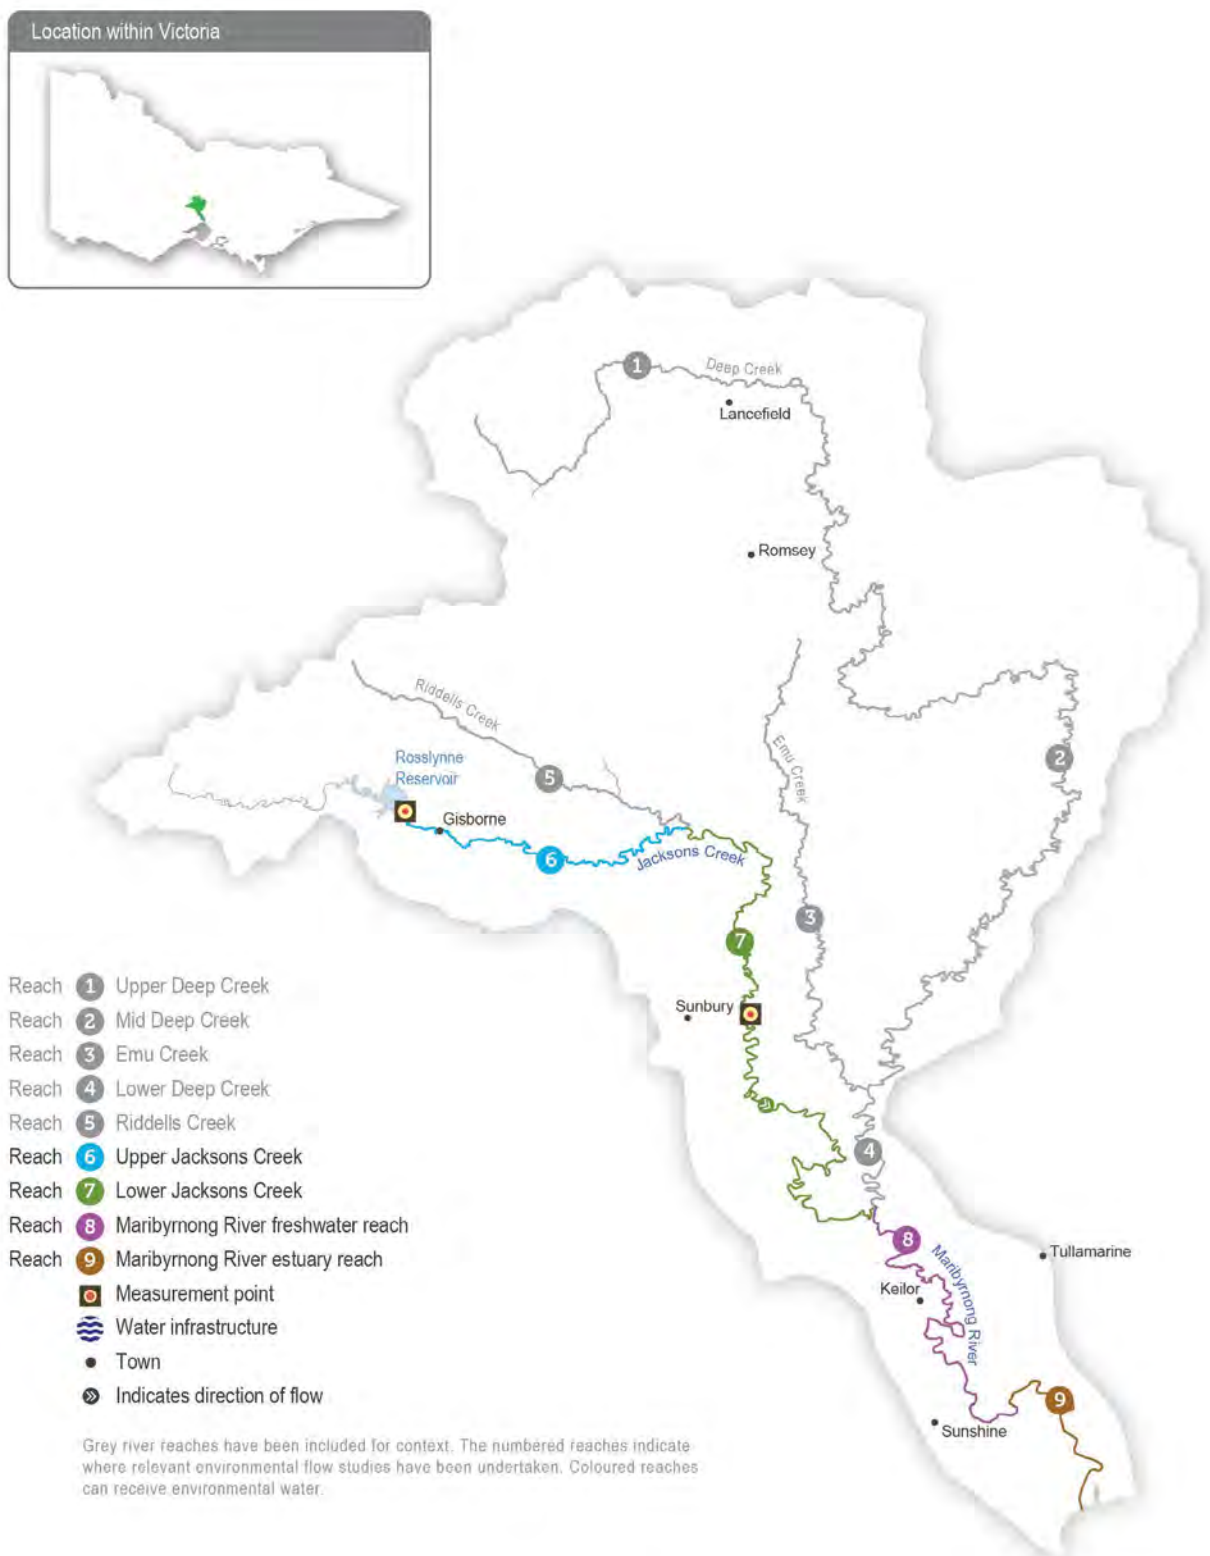 Location within Victoria
1
Deep Creek
Lancefield
Romsey
Riddells Creek
Emu Creek
2
Rosslynne
Reservoir
5
Gisborne
6
Jacksons Creek
3
7
Sunbury
4
8
Maribyrnong River
Tullamarine
Keilor
9
Sunshine
Reach 1 Upper Deep Creek
Reach 2 Mid Deep Creek
Reach 3 Emu Creek
Reach 4 Lower Deep Creek
Reach 5 Riddells Creek
Reach 6 Upper Jacksons Creek
Reach 7 Lower Jacksons Creek
Reach 8 Maribyrnong River freshwater reach
Reach 9 Maribyrnong River estuary reach
Measurement point
Water infrastructure
Town
Indicates direction of flow
Grey river reaches have been included for context. The numbered reaches indicate
where relevant environmental flow studies have been undertaken. Coloured reaches
can receive environmental water.